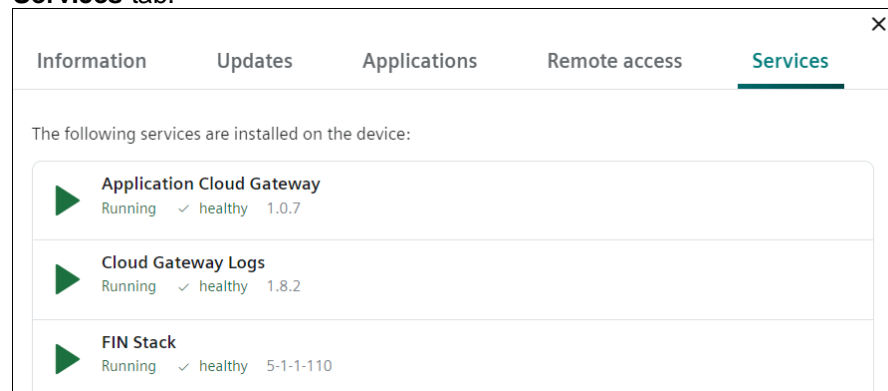 Services tab.
Information Updates Applications Remote access Services
The following services are installed on the device:
Application Cloud Gateway
Running ✓ healthy 1.0.7
Cloud Gateway Logs
Running ✓ healthy 1.8.2
FIN Stack
Running ✓ healthy 5-1-1-110